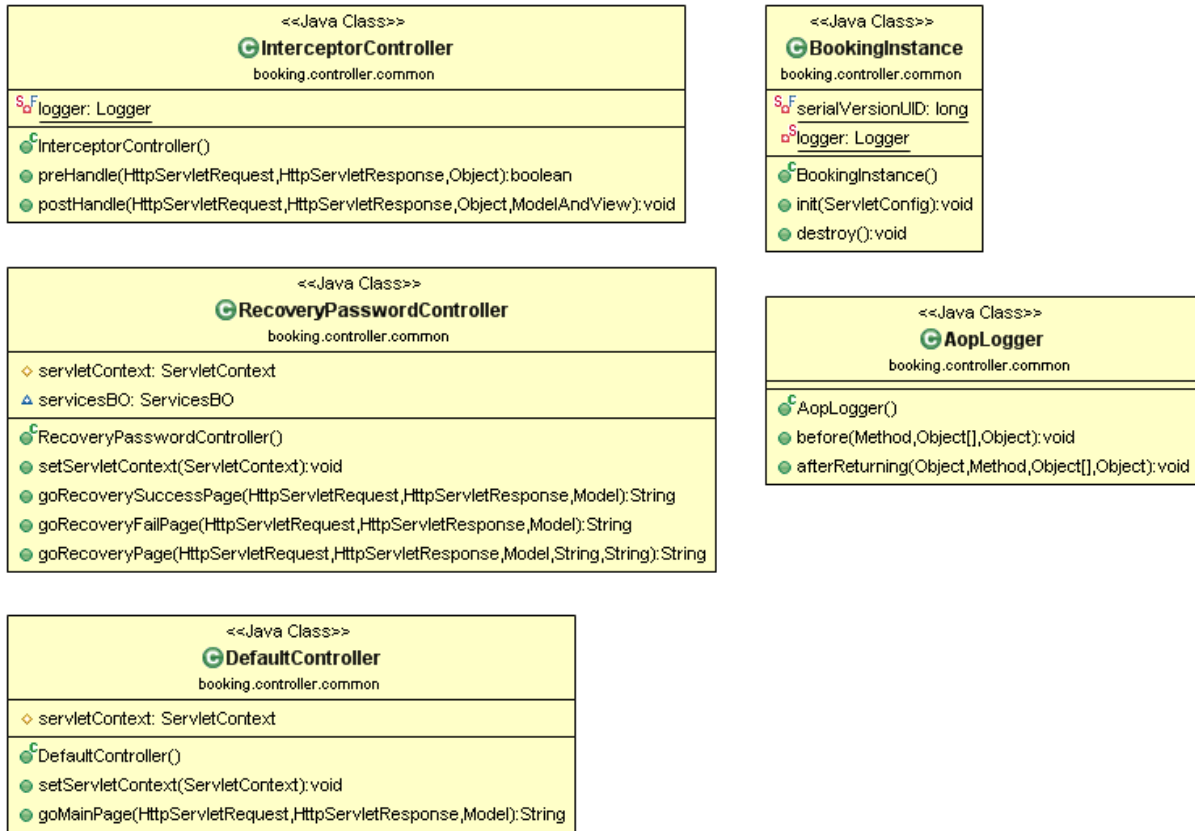 <<Java Class>>
InterceptorController
booking.controller.common
logger: Logger
InterceptorController()
preHandle(HttpServletRequest,HttpServletResponse,Object):boolean
postHandle(HttpServletRequest,HttpServletResponse,Object,ModelAndView):void
<<Java Class>>
BookingInstance
booking.controller.common
serialVersionUID: long
logger: Logger
BookingInstance()
init(ServletConfig):void
destroy():void
<<Java Class>>
RecoveryPasswordController
booking.controller.common
servletContext: ServletContext
servicesBO: ServicesBO
RecoveryPasswordController()
setServletContext(ServletContext):void
goRecoverySuccessPage(HttpServletRequest,HttpServletResponse,Model):String
goRecoveryFailPage(HttpServletRequest,HttpServletResponse,Model):String
goRecoveryPage(HttpServletRequest,HttpServletResponse,Model,String,String):String
<<Java Class>>
AopLogger
booking.controller.common
AopLogger()
before(Method,Object[],Object):void
afterReturning(Object,Method,Object[],Object):void
<<Java Class>>
DefaultController
booking.controller.common
servletContext: ServletContext
DefaultController()
setServletContext(ServletContext):void
goMainPage(HttpServletRequest,HttpServletResponse,Model):String